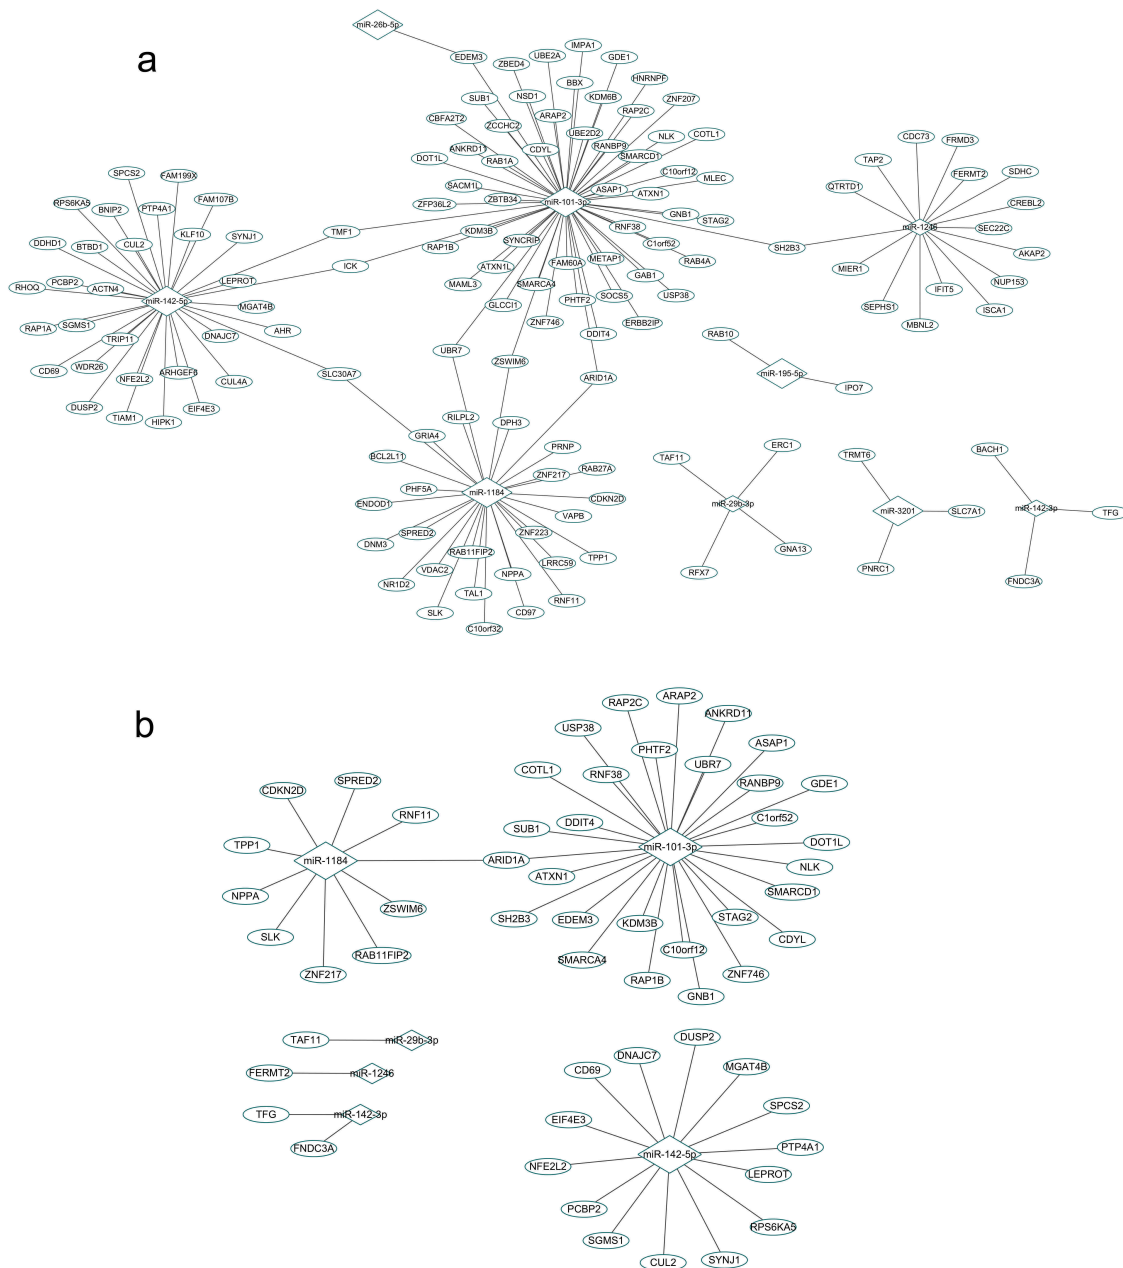 a
miR-26b-5p
EDEM3
ZBED4
UBE2A
IMPA1
GDE1
BBX
HNRNPF
SUB1
NSD1
KDM6B
ZNF207
CBFA2T2
ZCCHC2
ARAP2
RAP2C
UBE2D2
NLK
COTL1
ANKRD11
CDYL
RANBP9
DOT1L
RAB1A
SMARCD1
C10orf12
MLEC
SACM1L
ASAP1
ATXN1
ZFP36L2
ZBTB34
miR-101-3p
GNB1
STAG2
TMF1
KDM3B
RNF38
RAP1B
SYNCRIP
C1orf52
ICK
ATXN1L
FAM60A
METAP1
RAB4A
MAML3
SMARCA4
GAB1
GLCCI1
PHTF2
SOCS5
USP38
ZNF746
ERBB2IP
DDIT4
UBR7
ZSWIM6
ARID1A
SH2B3
CDC73
FRMD3
TAP2
FERMT2
SDHC
QTRTD1
CREBL2
miR-1246
SEC22C
AKAP2
MIER1
NUP153
IFIT5
SEPHS1
ISCA1
MBNL2
SPCS2
FAM199X
RPS6KA5
BNIP2
PTP4A1
FAM107B
DDHD1
BTBD1
CUL2
KLF10
SYNJ1
RHOQ
PCBP2
ACTN4
LEPROT
miR-142-5p
MGAT4B
RAP1A
SGMS1
AHR
TRIP11
DNAJC7
CD69
WDR26
NFE2L2
ARHGEF6
CUL4A
DUSP2
TIAM1
HIPK1
EIF4E3
SLC30A7
RAB10
miR-195-5p
IPO7
RILPL2
DPH3
GRIA4
PRNP
BCL2L11
ZNF217
RAB27A
PHF5A
miR-1184
CDKN2D
ENDOD1
VAPB
DNM3
SPRED2
ZNF223
RAB11FIP2
LRRC59
TPP1
VDAC2
NPPA
NR1D2
TAL1
RNF11
SLK
CD97
C10orf32
TAF11
ERC1
miR-29b-3p
GNA13
RFX7
TRMT6
miR-3201
SLC7A1
PNRC1
BACH1
miR-142-3p
TFG
FNDC3A
b
CDKN2D
SPRED2
RNF11
TPP1
miR-1184
NPPA
ZSWIM6
SLK
RAB11FIP2
ZNF217
ARID1A
RAP2C
ARAP2
ANKRD11
USP38
PHTF2
ASAP1
COTL1
RNF38
UBR7
RANBP9
GDE1
SUB1
DDIT4
C1orf52
miR-101-3p
DOT1L
ATXN1
NLK
SMARCD1
SH2B3
EDEM3
KDM3B
STAG2
CDYL
SMARCA4
C10orf12
RAP1B
ZNF746
GNB1
TAF11
miR-29b-3p
FERMT2
miR-1246
TFG
miR-142-3p
FNDC3A
DUSP2
DNAJC7
CD69
MGAT4B
EIF4E3
SPCS2
NFE2L2
miR-142-5p
PTP4A1
LEPROT
PCBP2
RPS6KA5
SGMS1
CUL2
SYNJ1